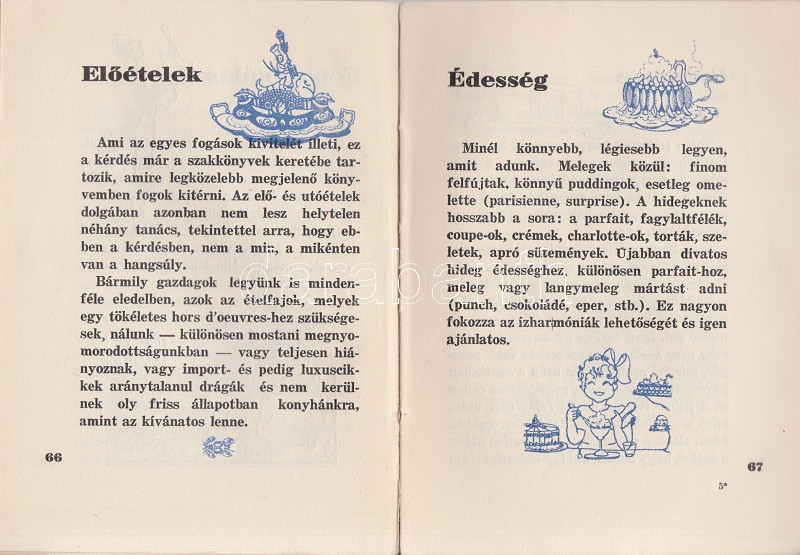 Előételek
Ami az egyes fogások kivitelét illeti, ez
a kérdés már a szakkönyvek keretébe tar-
tozik, amire legközelebb megjelenő köny-
vemben fogok kitérni. Az elő- és utóételek
dolgában azonban nem lesz helytelen
néhány tanács, tekintettel arra, hogy eb-
ben a kérdésben, nem a min, a mikénten
van a hangsúly.
Bármily gazdagok legyünk is minden-
féle eledelben, azok az ételfajok, melyek
egy tökéletes hors d'oeuvres-hez szüksége-
sek, nálunk — különösen mostani megnyo-
morodottságunkban — vagy teljesen hiá-
nyoznak, vagy import- és pedig luxuscik-
kek aránytalanul drágák és nem kerül-
nek oly friss állapotban konyhánkra,
amint az kívánatos lenne.
66
Édesség
Minél könnyebb, légiesebb legyen,
amit adunk. Melegek közül: finom
felfújtak, könnyű puddingok, esetleg ome-
lette (parisienne, surprise). A hidegeknek
hosszabb a sora: a parfait, fagylaltfélék,
coupe-ok, crémek, charlotte-ok, torták, sze-
letek, apró sütemények. Újabban divatos
hideg édességhez, különösen parfait-hoz,
meleg vagy langymeleg mártást adni
(punch, csokoládé, eper, stb.). Ez nagyon
fokozza az ízharmóniák lehetőségét és igen
ajánlatos.
67
5*
darabanth